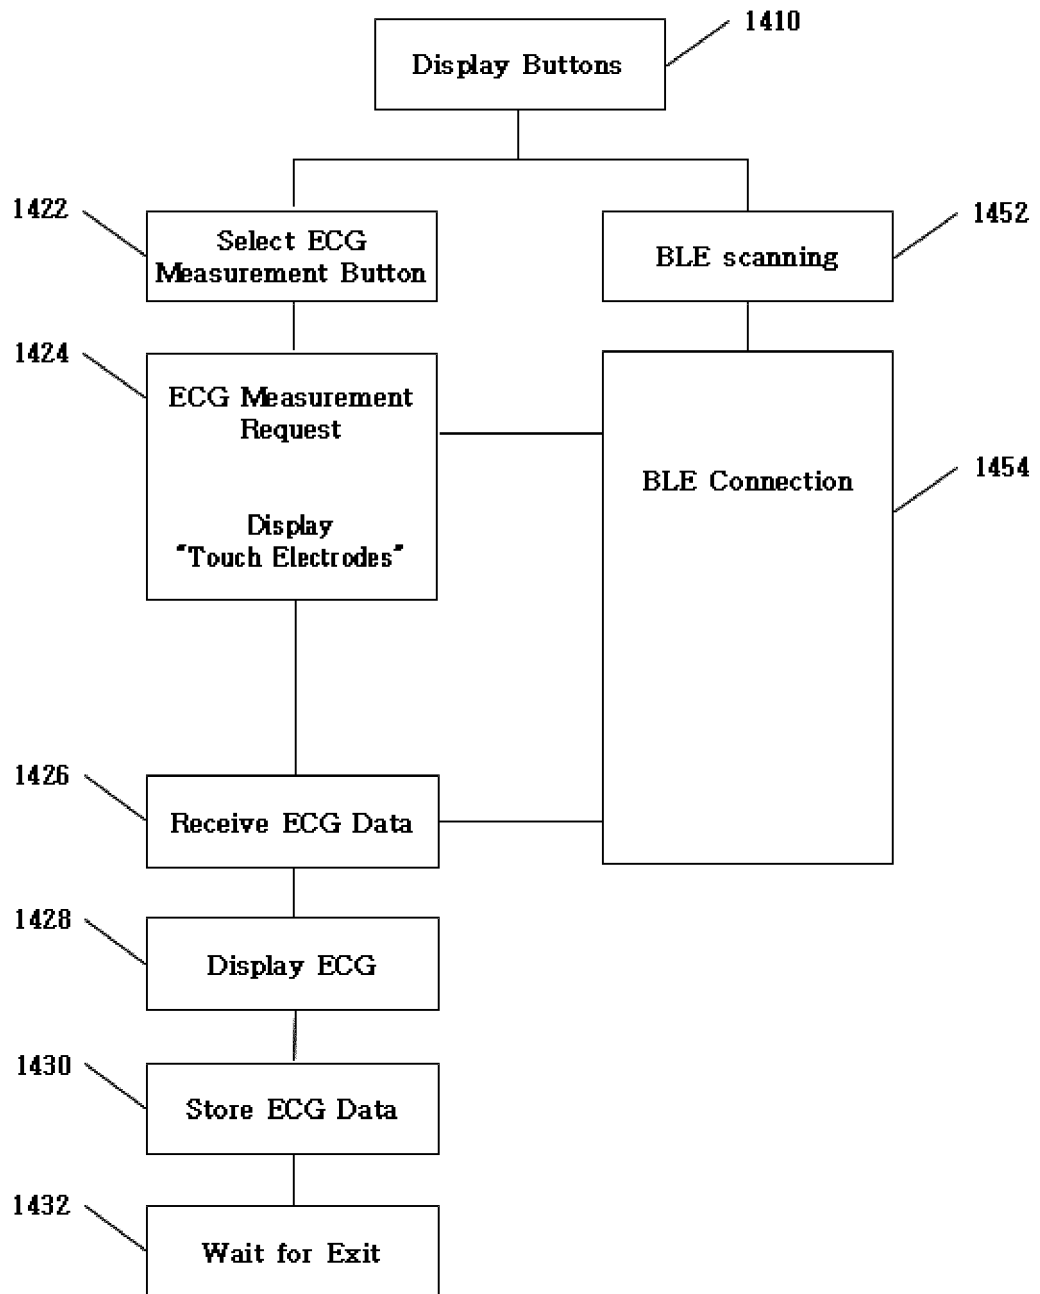 1410
Display Buttons
1422
Select ECG
Measurement Button
1452
BLE scanning
1424
ECG Measurement
Request
Display
"Touch Electrodes"
1454
BLE Connection
1426
Receive ECG Data
1428
Display ECG
1430
Store ECG Data
1432
Wait for Exit